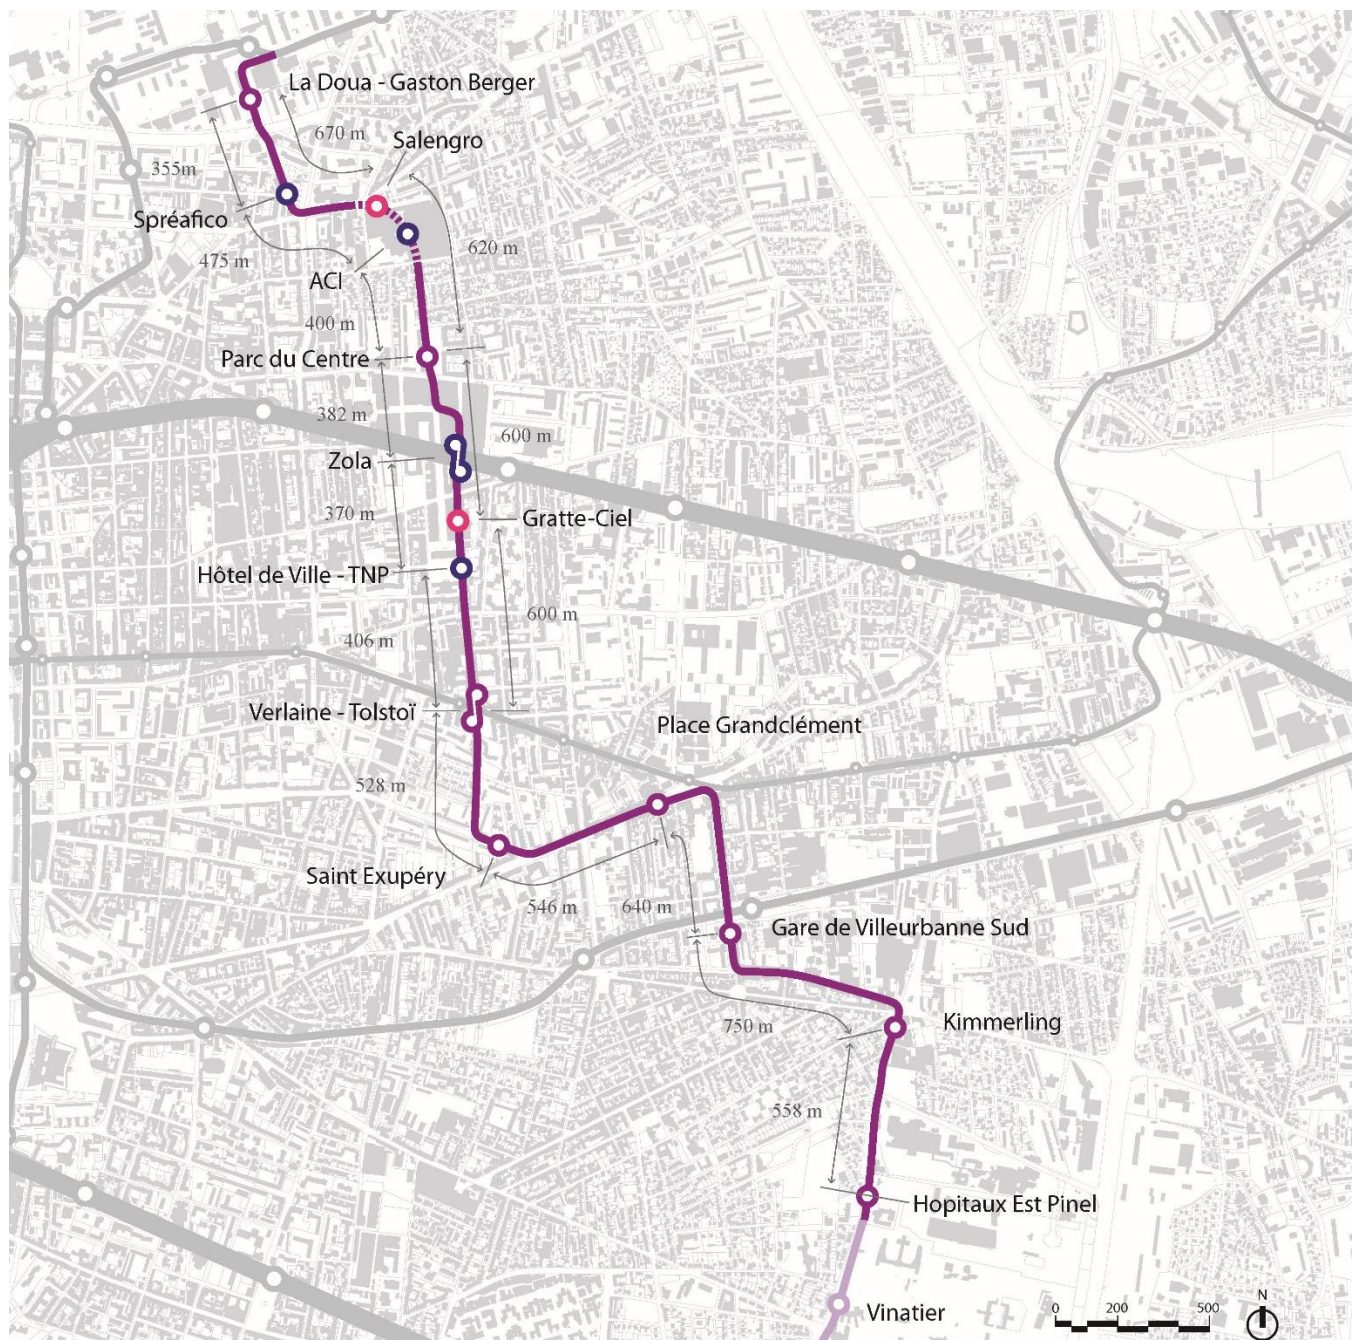 La Doua - Gaston Berger
670 m
Salengro
355m
Spréafico
475 m
620 m
ACI
400 m
Parc du Centre
382 m
600 m
Zola
370 m
Gratte-Ciel
Hôtel de Ville - TNP
406 m
600 m
Verlaine - Tolstoï
Place Grandclément
528 m
Saint Exupéry
546 m
640 m
Gare de Villeurbanne Sud
750 m
Kimmerling
558 m
Hopitaux Est Pinel
Vinatier
0 200 500
N